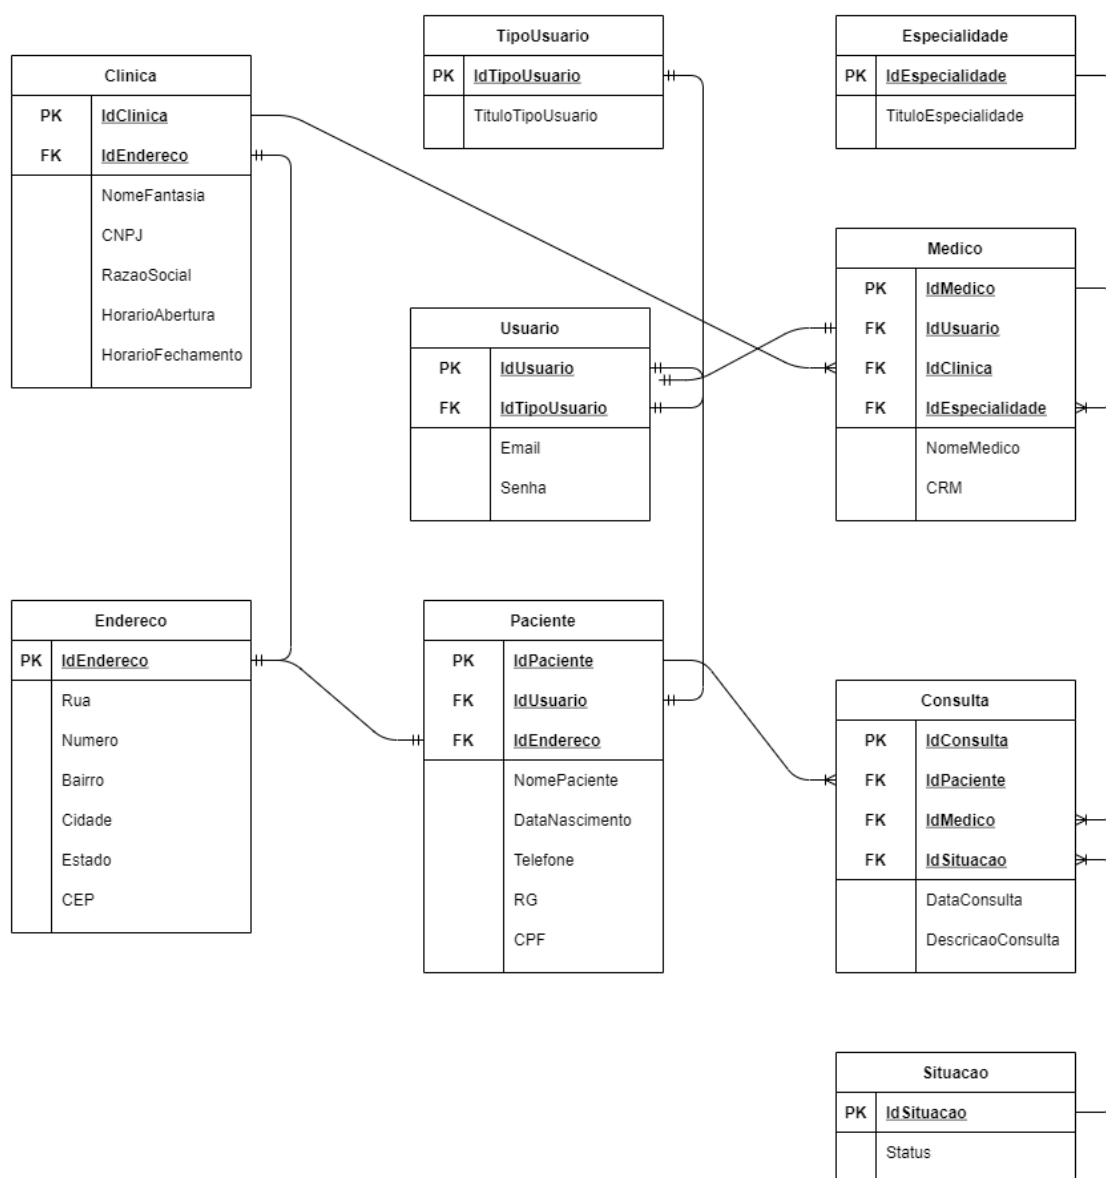 Clinica
PK IdClinica
FK IdEndereco
NomeFantasia
CNPJ
RazaoSocial
HorarioAbertura
HorarioFechamento
TipoUsuario
PK IdTipoUsuario
TituloTipoUsuario
Especialidade
PK IdEspecialidade
TituloEspecialidade
Usuario
PK IdUsuario
FK IdTipoUsuario
Email
Senha
Medico
PK IdMedico
FK IdUsuario
FK IdClinica
FK IdEspecialidade
NomeMedico
CRM
Endereco
PK IdEndereco
Rua
Numero
Bairro
Cidade
Estado
CEP
Paciente
PK IdPaciente
FK IdUsuario
FK IdEndereco
NomePaciente
DataNascimento
Telefone
RG
CPF
Consulta
PK IdConsulta
FK IdPaciente
FK IdMedico
FK IdSituacao
DataConsulta
DescricaoConsulta
Situacao
PK IdSituacao
Status